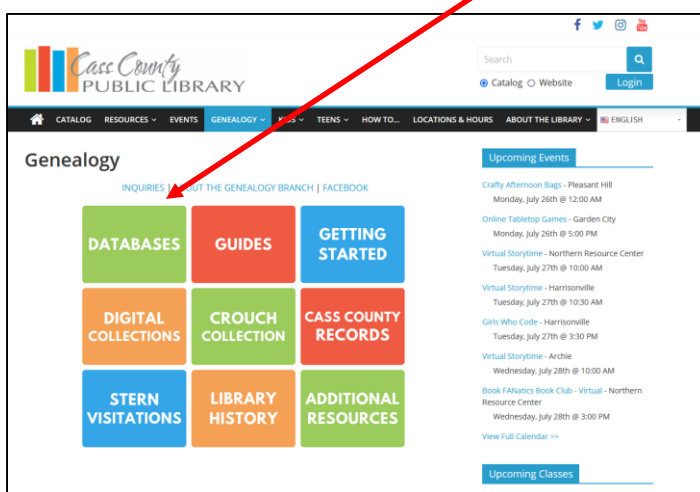 Cass County
PUBLIC LIBRARY
Search
Catalog Website
Login
CATALOG RESOURCES EVENTS GENEALOGY TEENS HOW TO... LOCATIONS & HOURS ABOUT THE LIBRARY ENGLISH
Genealogy
INQUIRIES | THE GENEALOGY BRANCH | FACEBOOK
DATABASES
GUIDES
GETTING
STARTED
DIGITAL
COLLECTIONS
CROUCH
COLLECTION
CASS COUNTY
RECORDS
STERN
VISITATIONS
LIBRARY
HISTORY
ADDITIONAL
RESOURCES
Upcoming Events
Crafty Afternoon Bags - Pleasant Hill
Monday, July 26th @ 12:00 AM
Online Tabletop Games - Garden City
Monday, July 26th @ 5:00 PM
Virtual Storytime - Northern Resource Center
Tuesday, July 27th @ 10:00 AM
Virtual Storytime - Harrisonville
Tuesday, July 27th @ 10:30 AM
Girls Who Code - Harrisonville
Tuesday, July 27th @ 3:30 PM
Virtual Storytime - Archie
Wednesday, July 28th @ 10:00 AM
Book FANatics Book Club - Virtual - Northern
Resource Center
Wednesday, July 28th @ 3:00 PM
View Full Calendar >>
Upcoming Classes